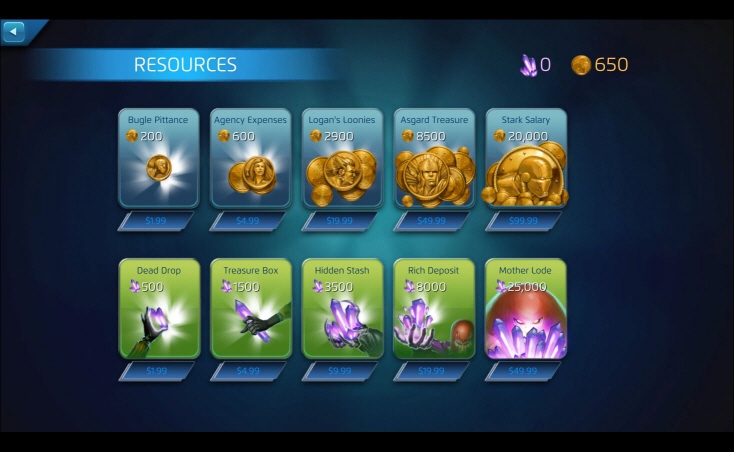 RESOURCES
0
650
Bugle Pittance
200
$1.99
Agency Expenses
600
$4.99
Logan's Loonies
2900
$19.99
Asgard Treasure
8500
$49.99
Stark Salary
20,000
$99.99
Dead Drop
500
$1.99
Treasure Box
1500
$4.99
Hidden Stash
3500
$9.99
Rich Deposit
8000
$19.99
Mother Lode
25,000
$49.99